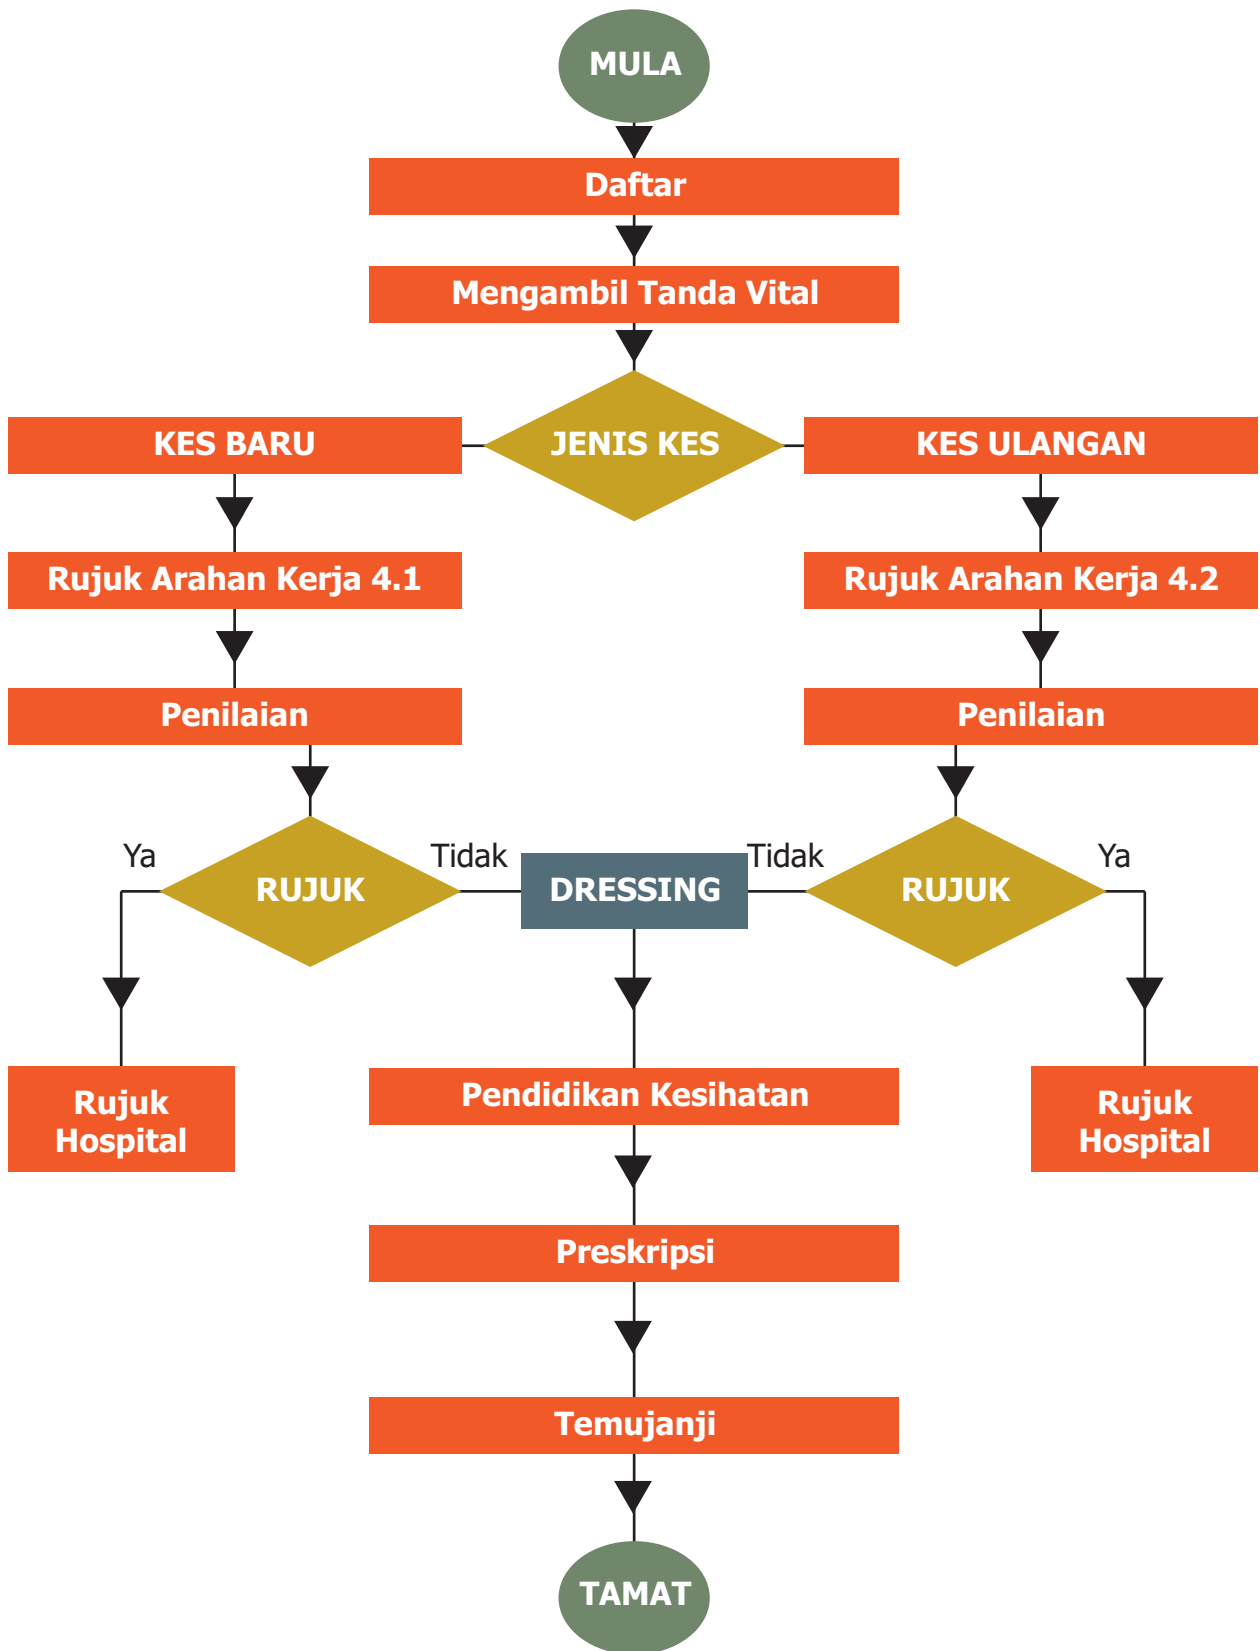 MULA
Daftar
Mengambil Tanda Vital
KES BARU
JENIS KES
KES ULANGAN
Rujuk Arahan Kerja 4.1
Rujuk Arahan Kerja 4.2
Penilaian
Penilaian
Ya
Tidak
Tidak
Ya
RUJUK
DRESSING
RUJUK
Rujuk
Hospital
Pendidikan Kesihatan
Rujuk
Hospital
Preskripsi
Temujanji
TAMAT